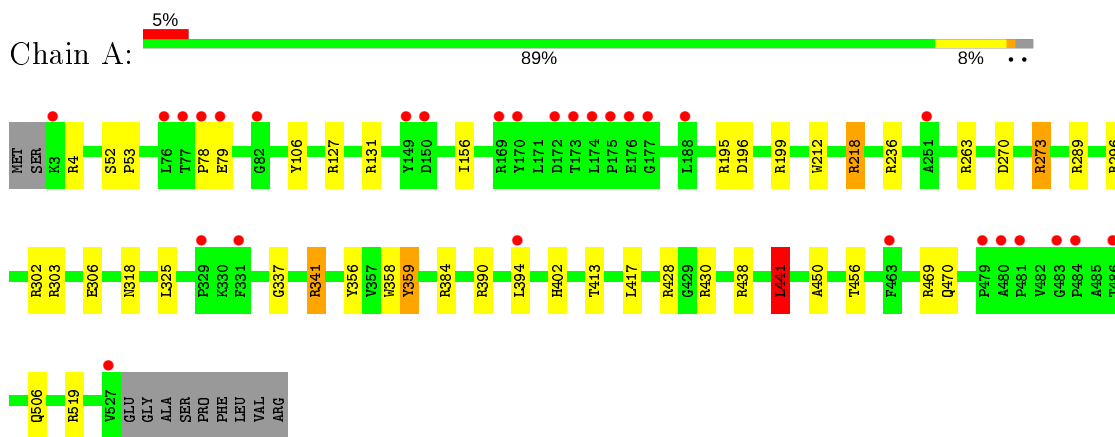 5%
Chain A:
89%
8%
MET SER K3 R4 S52 P53 L76 T77 P78 E79 G82 Y106 R127 R131 Y149 D150 I156 R169 Y170 L171 D172 T173 L174 P175 E176 G177 L188 R195 D196 R199 W212 R218 R236 A251 R263 D270 R273 R289 R296
R302 R303 E306 N318 L325 P329 K330 F331 G337 R341 Y356 V357 W358 Y359 R384 R390 L394 H402 T413 L417 R428 G429 R430 R438 L441 A450 T456 F463 R469 Q470 P479 A480 P481 V482 G483 P484 A485 T486
Q506 R519 V527 GLU GLY ALA SER PRO PHE LEU VAL ARG